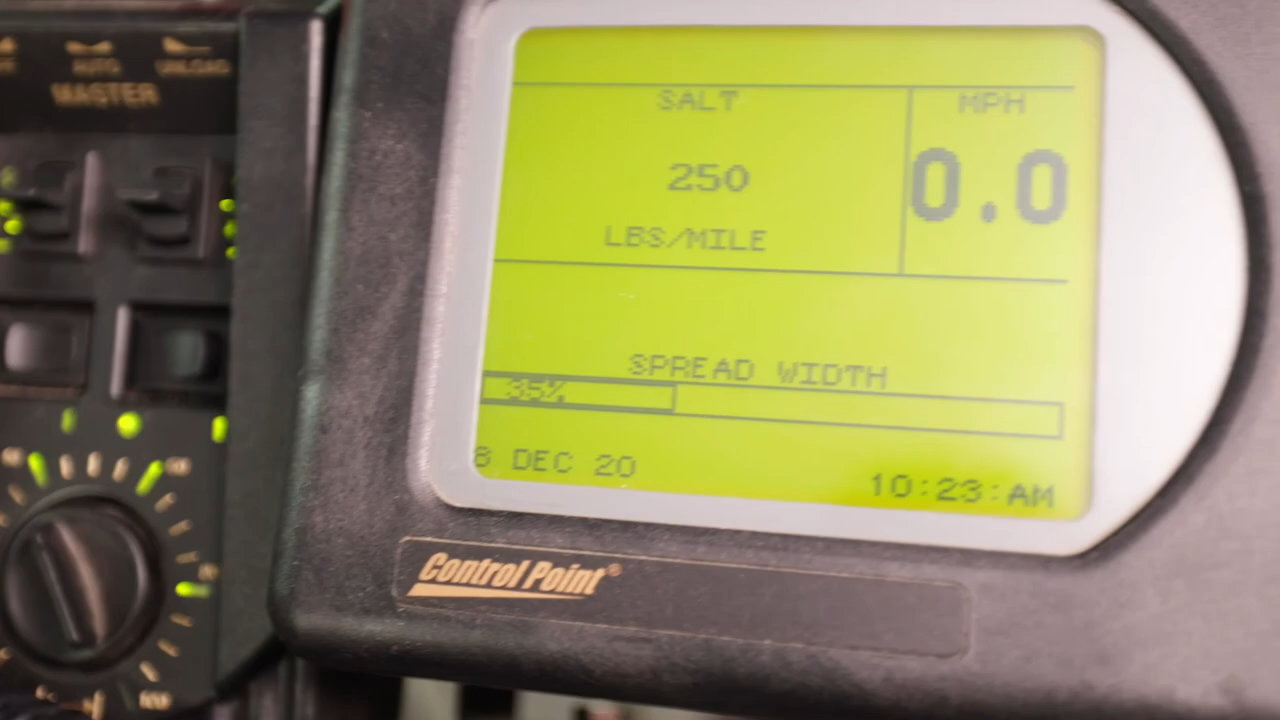 AUTO
UNLOAD
MASTER
SALT
MPH
250
0.0
LBS/MILE
SPREAD WIDTH
35%
8 DEC 20
10:23:AM
Control Point®